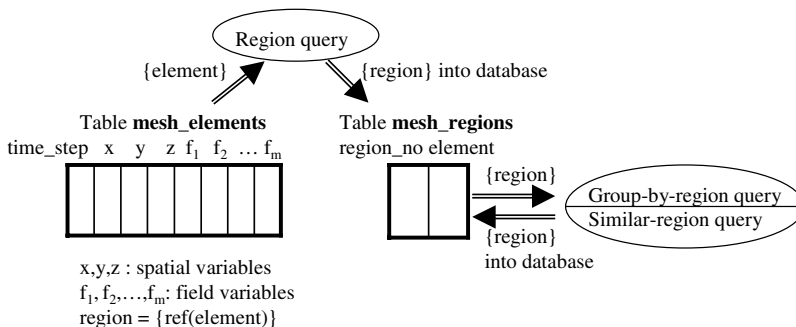 Region query
{element}
{region} into database
Table mesh_elements
Table mesh_regions
time_step x y z f1 f2 … fm
region_no element
{region}
Group-by-region query
Similar-region query
{region}
into database
x,y,z : spatial variables
f1, f2,…,fm: field variables
region = {ref(element)}